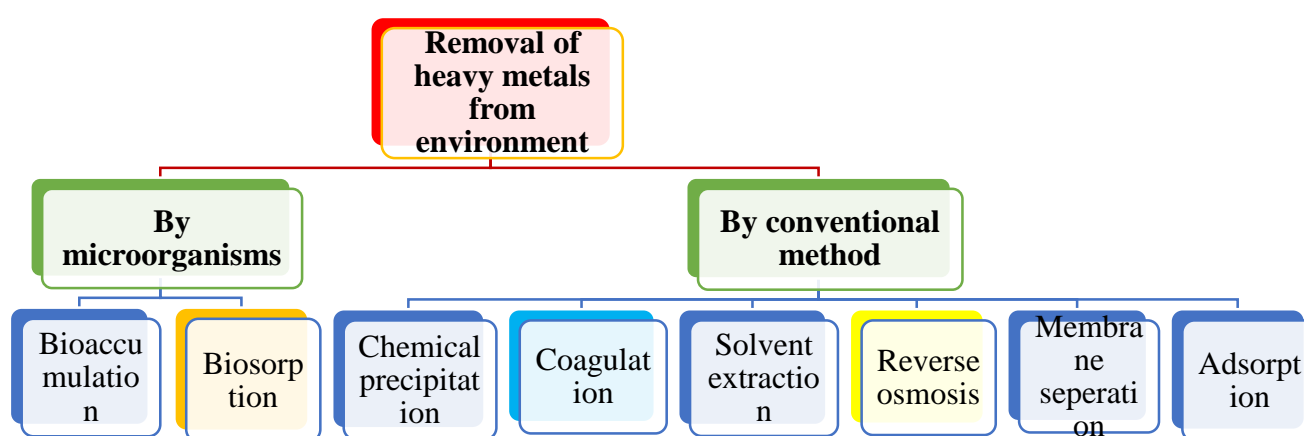 Removal of
heavy metals
from
environment
By
microorganisms
By conventional
method
Bioaccu
mulatio
n
Biosorp
tion
Chemical
precipitat
ion
Coagulat
ion
Solvent
extractio
n
Reverse
osmosis
Membra
ne
seperati
on
Adsorpt
ion